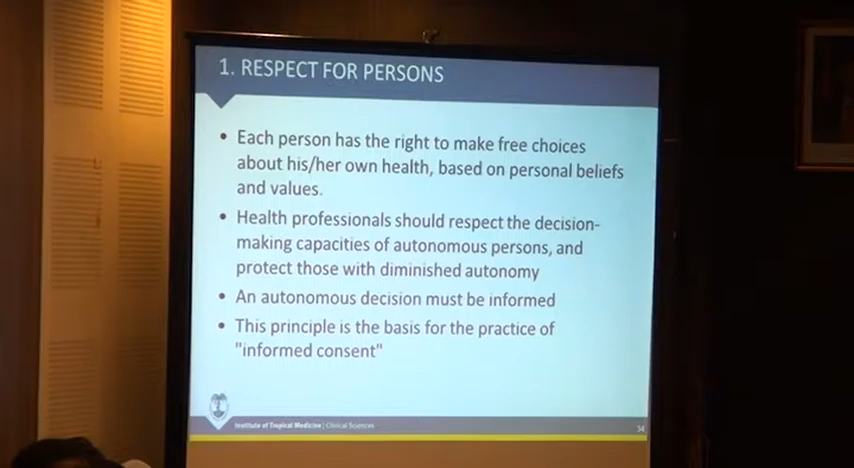 1. RESPECT FOR PERSONS
• Each person has the right to make free choices
about his/her own health, based on personal beliefs
and values.
• Health professionals should respect the decision-
making capacities of autonomous persons, and
protect those with diminished autonomy
• An autonomous decision must be informed
• This principle is the basis for the practice of
"informed consent"
Institute of Tropical Medicine | Clinical Sciences
34